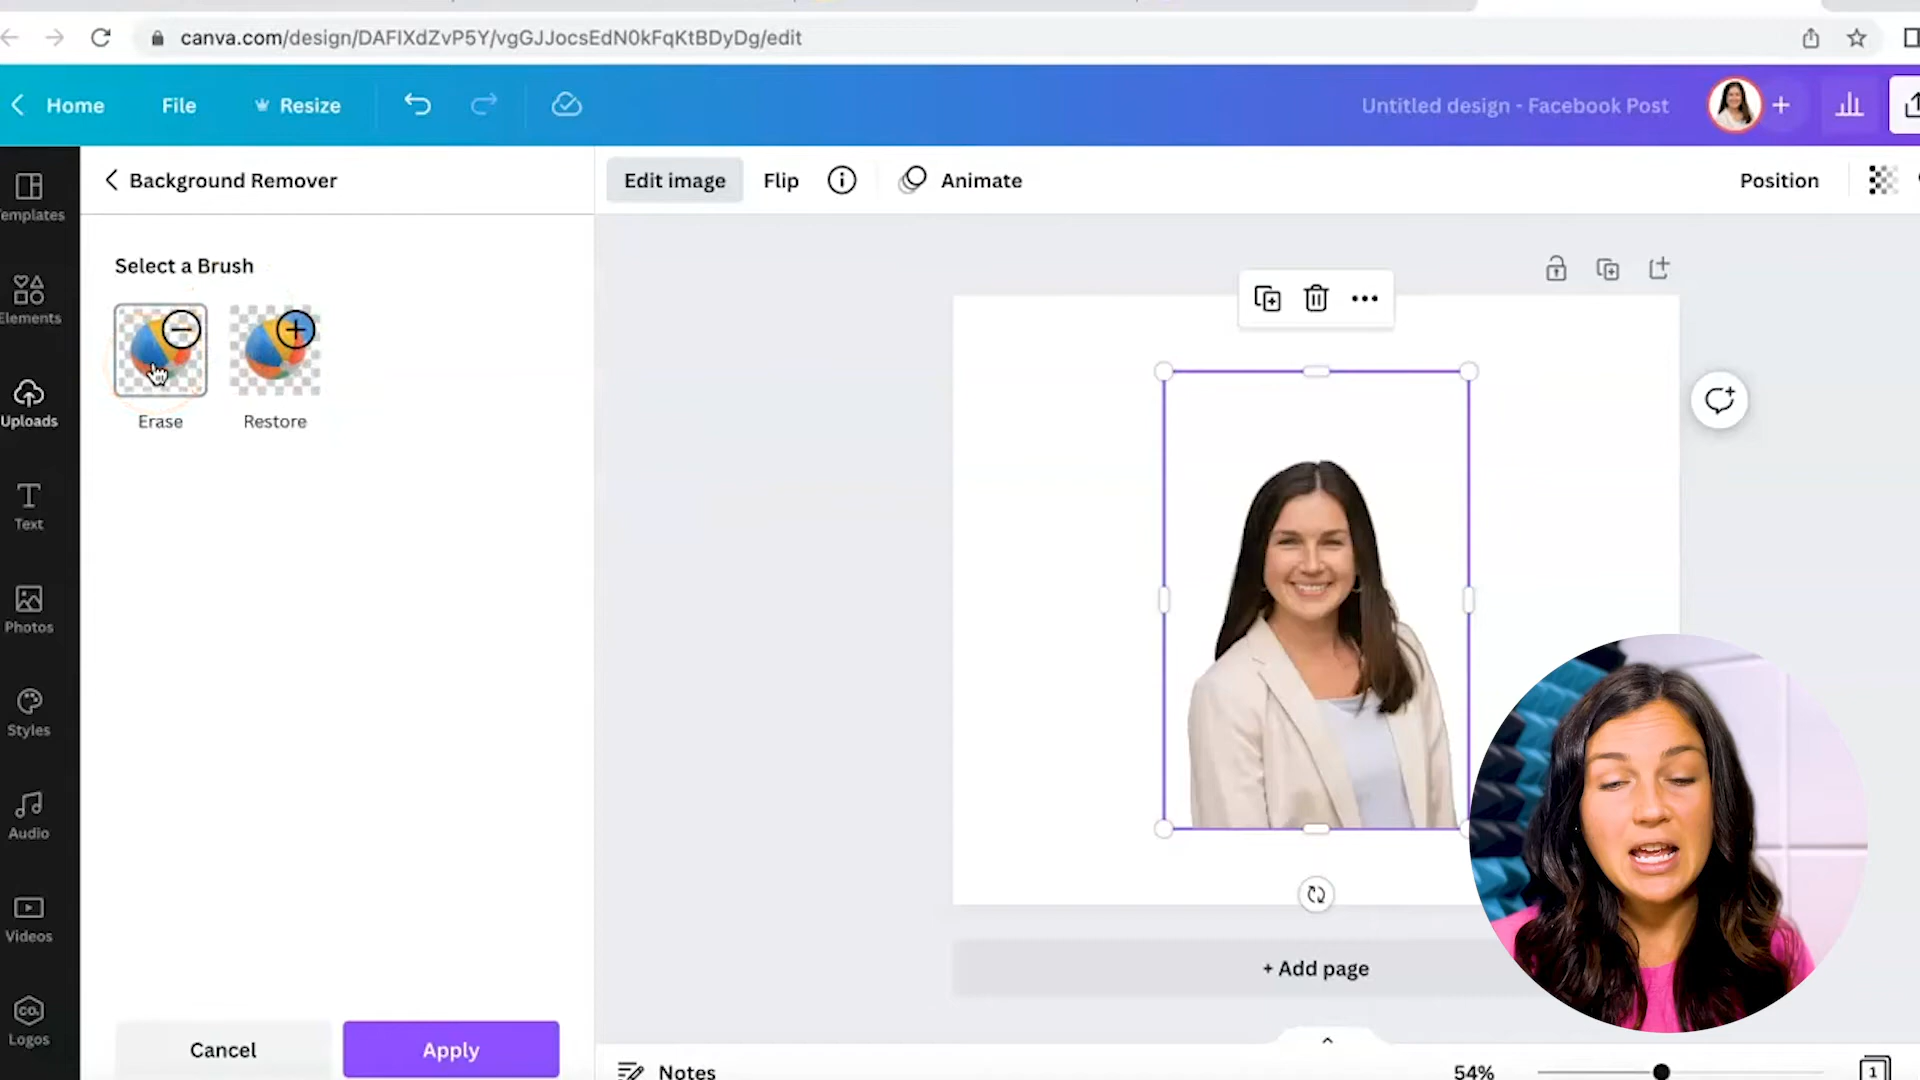 canva.com/design/DAFIXdZvP5Y/vgGJJocsEdN0kFqKtBDyDg/edit
Home File Resize Untitled design - Facebook Post
Background Remover
Edit image Flip Animate Position
Select a Brush
Erase Restore
emplates
Elements
Uploads
Text
Photos
Styles
Audio
Videos
CO.
Logos
+ Add page
Cancel Apply
Notes 54% 1